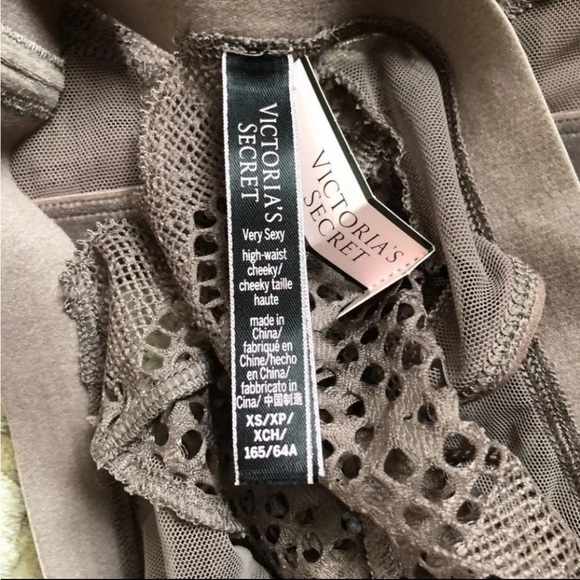 VICTORIA'S
SECRET
Very Sexy
high-waist
cheeky/
cheeky taille
haute
made in
China/
fabriqué en
Chine/hecho
en China/
fabbricato in
Cina/ 中国制造
XS/XP/
XCH/
165/64A
VICTORIA'S
SECRET